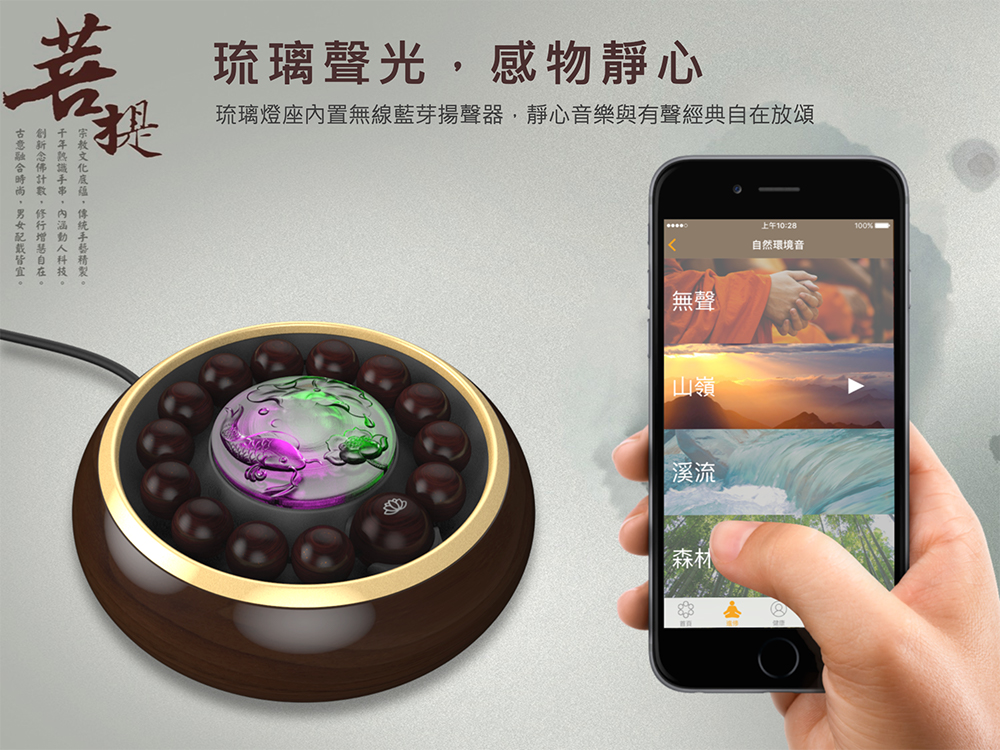 菩提
宗教文化底蘊，傳統手藝精製。
千年熟識手串，內涵動人科技。
創新念佛計數，修行增慧自在。
古意融合時尚，男女配戴皆宜。
琉璃聲光，感物靜心
琉璃燈座內置無線藍芽揚聲器，靜心音樂與有聲經典自在放頌
上午10:28
100%
自然環境音
無聲
山嶺
溪流
森林
首頁
健康